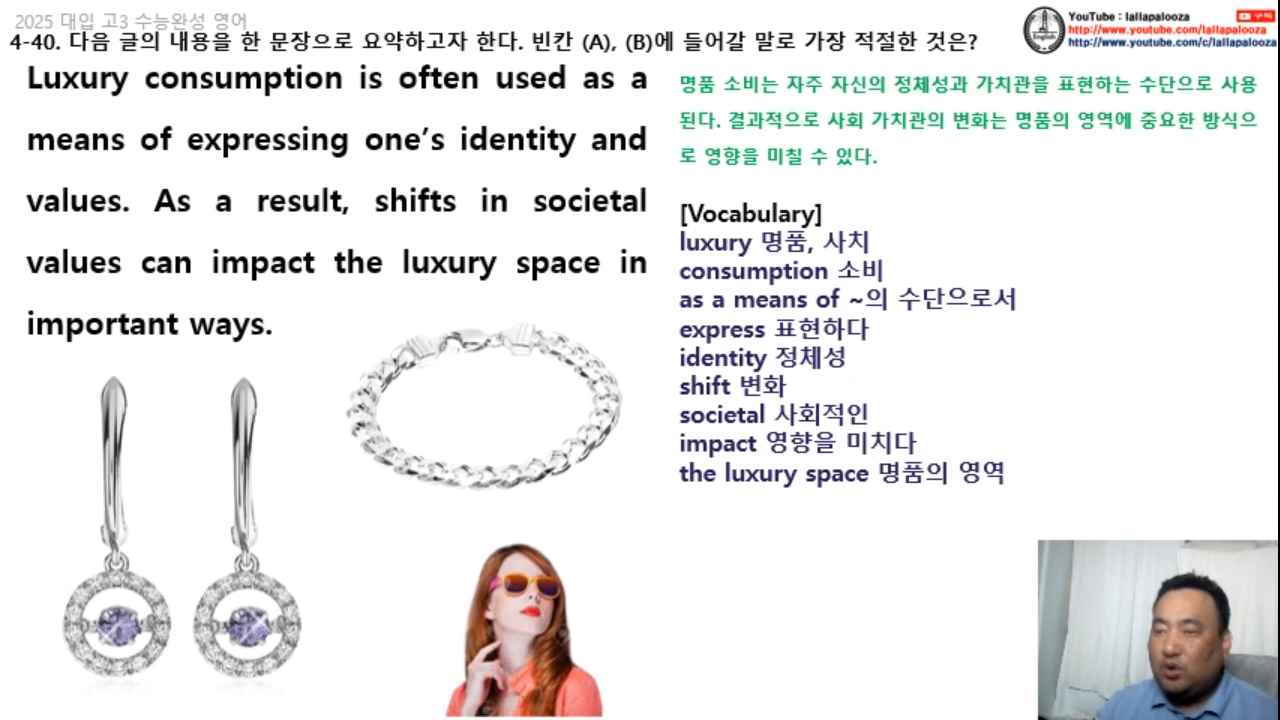 2025 대입 고3 수능완성 영어
4-40. 다음 글의 내용을 한 문장으로 요약하고자 한다. 빈칸 (A), (B)에 들어갈 말로 가장 적절한 것은?
YouTube : lallapalooza
http://www.youtube.com/lallapalooza
http://www.youtube.com/c/lallapalooza
Luxury consumption is often used as a
means of expressing one’s identity and
values. As a result, shifts in societal
values can impact the luxury space in
important ways.
명품 소비는 자주 자신의 정체성과 가치관을 표현하는 수단으로 사용
된다. 결과적으로 사회 가치관의 변화는 명품의 영역에 중요한 방식으
로 영향을 미칠 수 있다.
[Vocabulary]
luxury 명품, 사치
consumption 소비
as a means of ~의 수단으로서
express 표현하다
identity 정체성
shift 변화
societal 사회적인
impact 영향을 미치다
the luxury space 명품의 영역